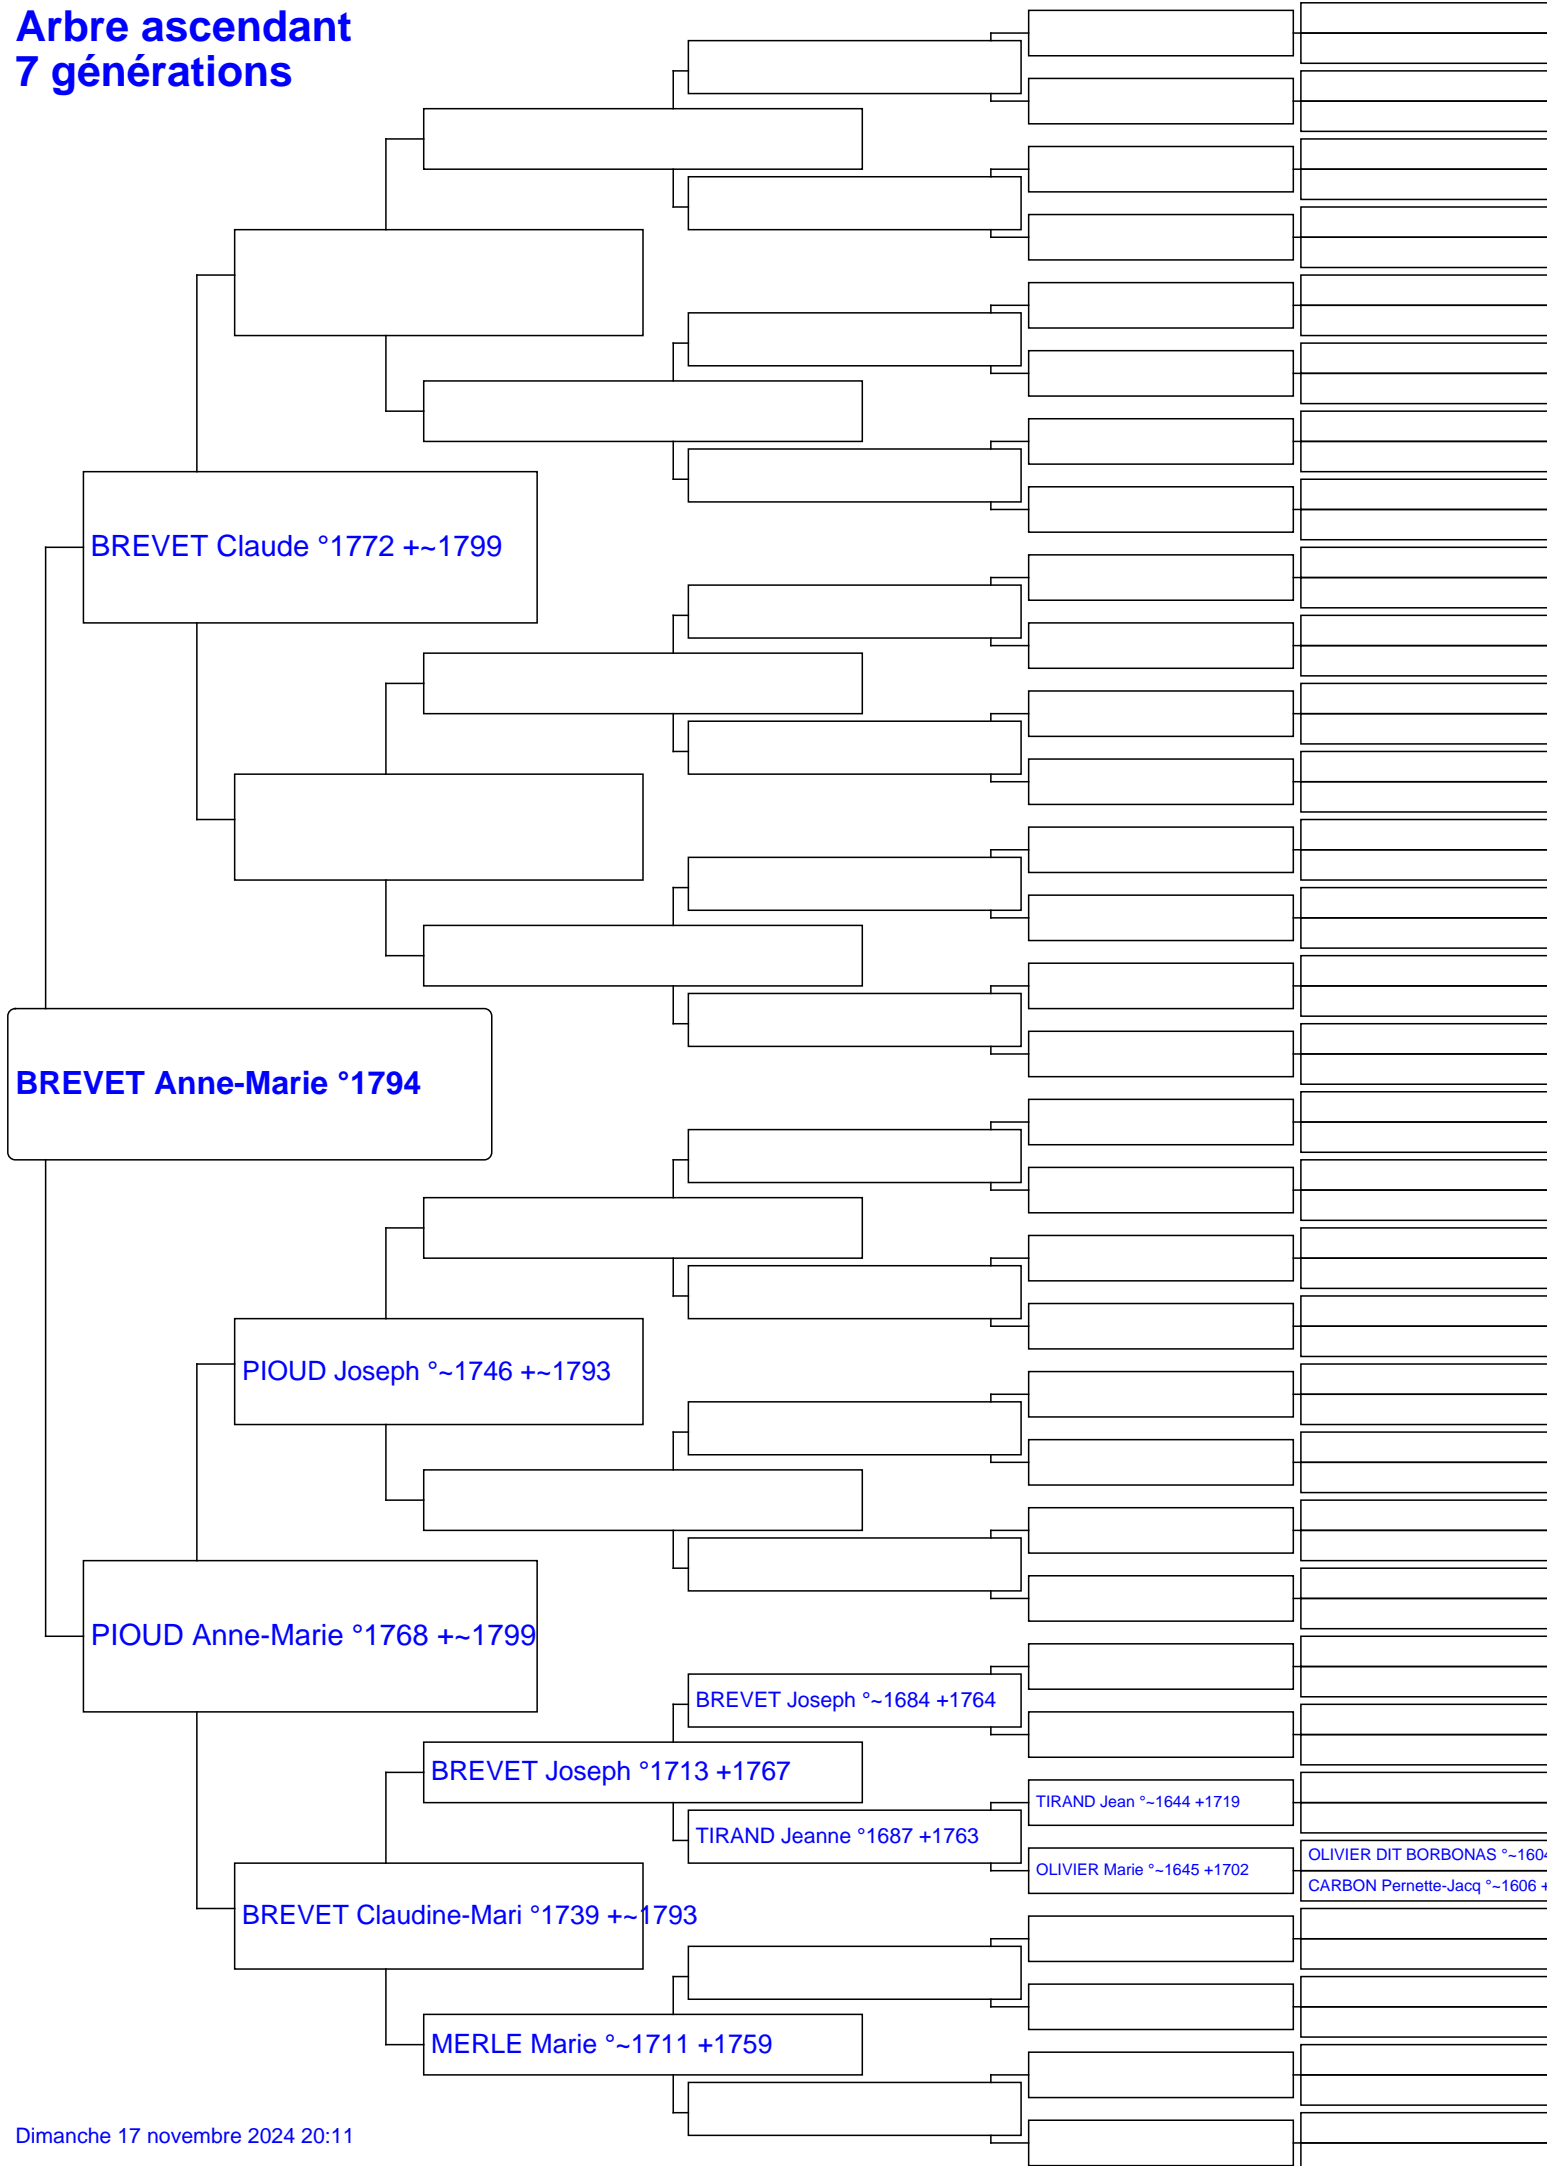 Arbre ascendant
7 générations
BREVET Claude °1772 +~1799
BREVET Anne-Marie °1794
PIOUD Joseph °~1746 +~1793
PIOUD Anne-Marie °1768 +~1799
BREVET Joseph °~1684 +1764
BREVET Joseph °1713 +1767
TIRAND Jean °~1644 +1719
TIRAND Jeanne °1687 +1763
OLIVIER DIT BORBONAS °~1604
OLIVIER Marie °~1645 +1702
CARBON Pernette-Jacq °~1606 +
BREVET Claudine-Mari °1739 +~1793
MERLE Marie °~1711 +1759
Dimanche 17 novembre 2024 20:11